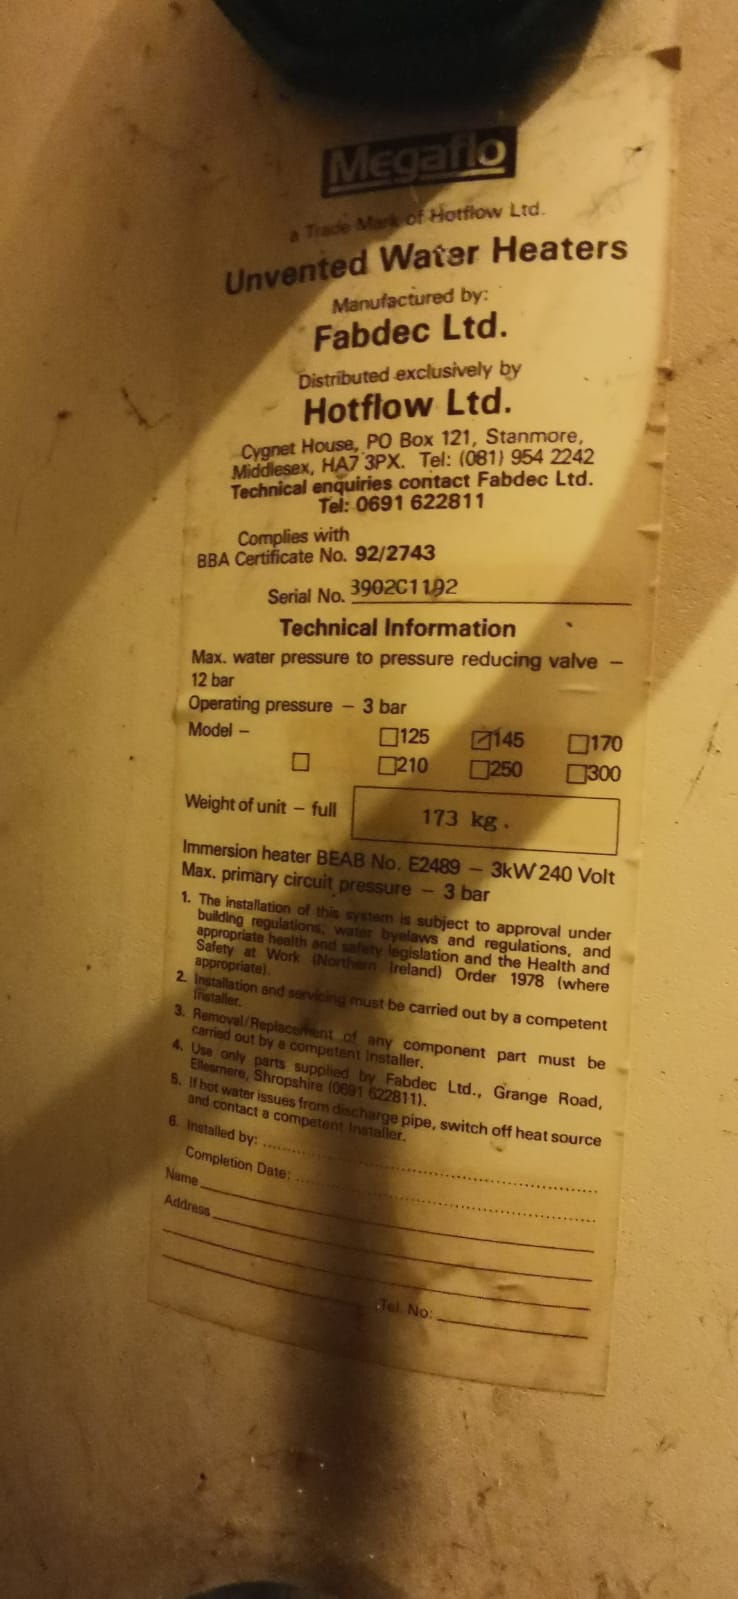 Megaflo
a Trade Mark of Hotflow Ltd.
Unvented Water Heaters
Manufactured by:
Fabdec Ltd.
Distributed exclusively by
Hotflow Ltd.
Cygnet House, PO Box 121, Stanmore,
Middlesex, HA7 3PX. Tel: (081) 954 2242
Technical enquiries contact Fabdec Ltd.
Tel: 0691 622811
Complies with
BBA Certificate No. 92/2743
Serial No. 3902C1192
Technical Information
Max. water pressure to pressure reducing valve –
12 bar
Operating pressure – 3 bar
Model – ☐125 ☑145 ☐170
☐ ☐210 ☐250 ☐300
Weight of unit – full 173 kg.
Immersion heater BEAB No. E2489 – 3kW 240 Volt
Max. primary circuit pressure – 3 bar
1. The installation of this system is subject to approval under
building regulations, water byelaws and regulations, and
appropriate health and safety legislation and the Health and
Safety at Work (Northern Ireland) Order 1978 (where
appropriate).
2. Installation and servicing must be carried out by a competent
Installer.
3. Removal/Replacement of any component part must be
carried out by a competent Installer.
4. Use only parts supplied by Fabdec Ltd., Grange Road,
Ellesmere, Shropshire (0691 622811).
5. If hot water issues from discharge pipe, switch off heat source
and contact a competent Installer.
6. Installed by:
Completion Date:
Name
Address
Tel. No: